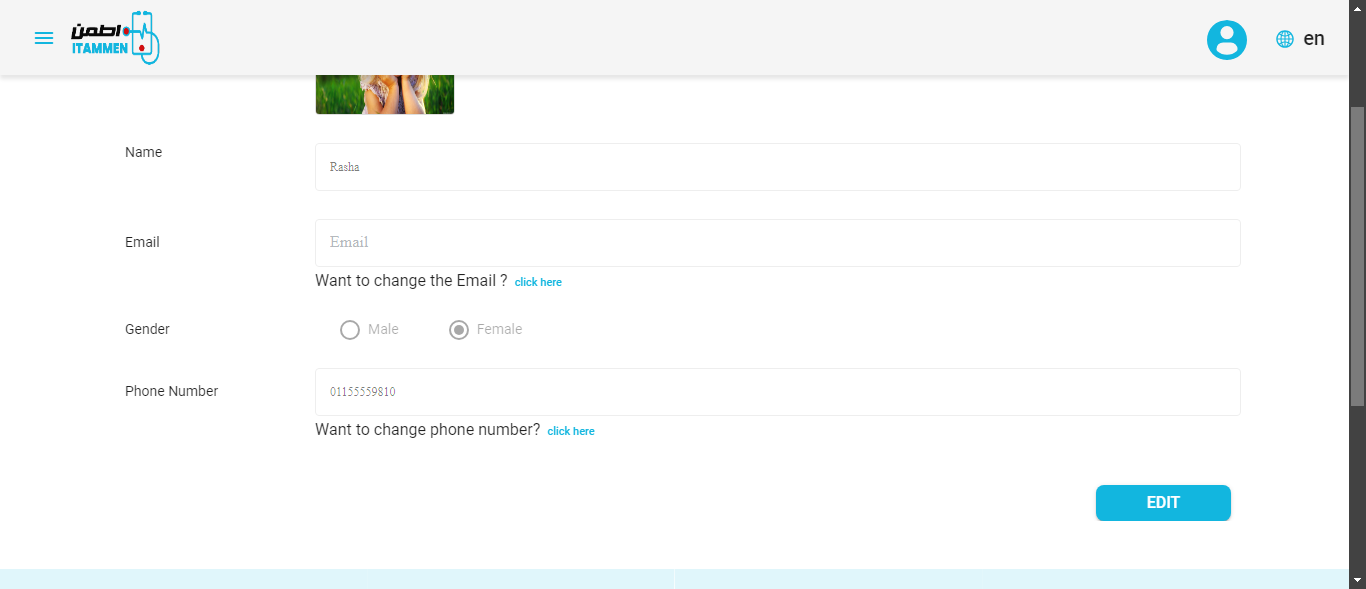 اطمن
ITAMMEN
en
Name
Rasha
Email
Email
Want to change the Email ? click here
Gender
Male
Female
Phone Number
01155559810
Want to change phone number? click here
EDIT